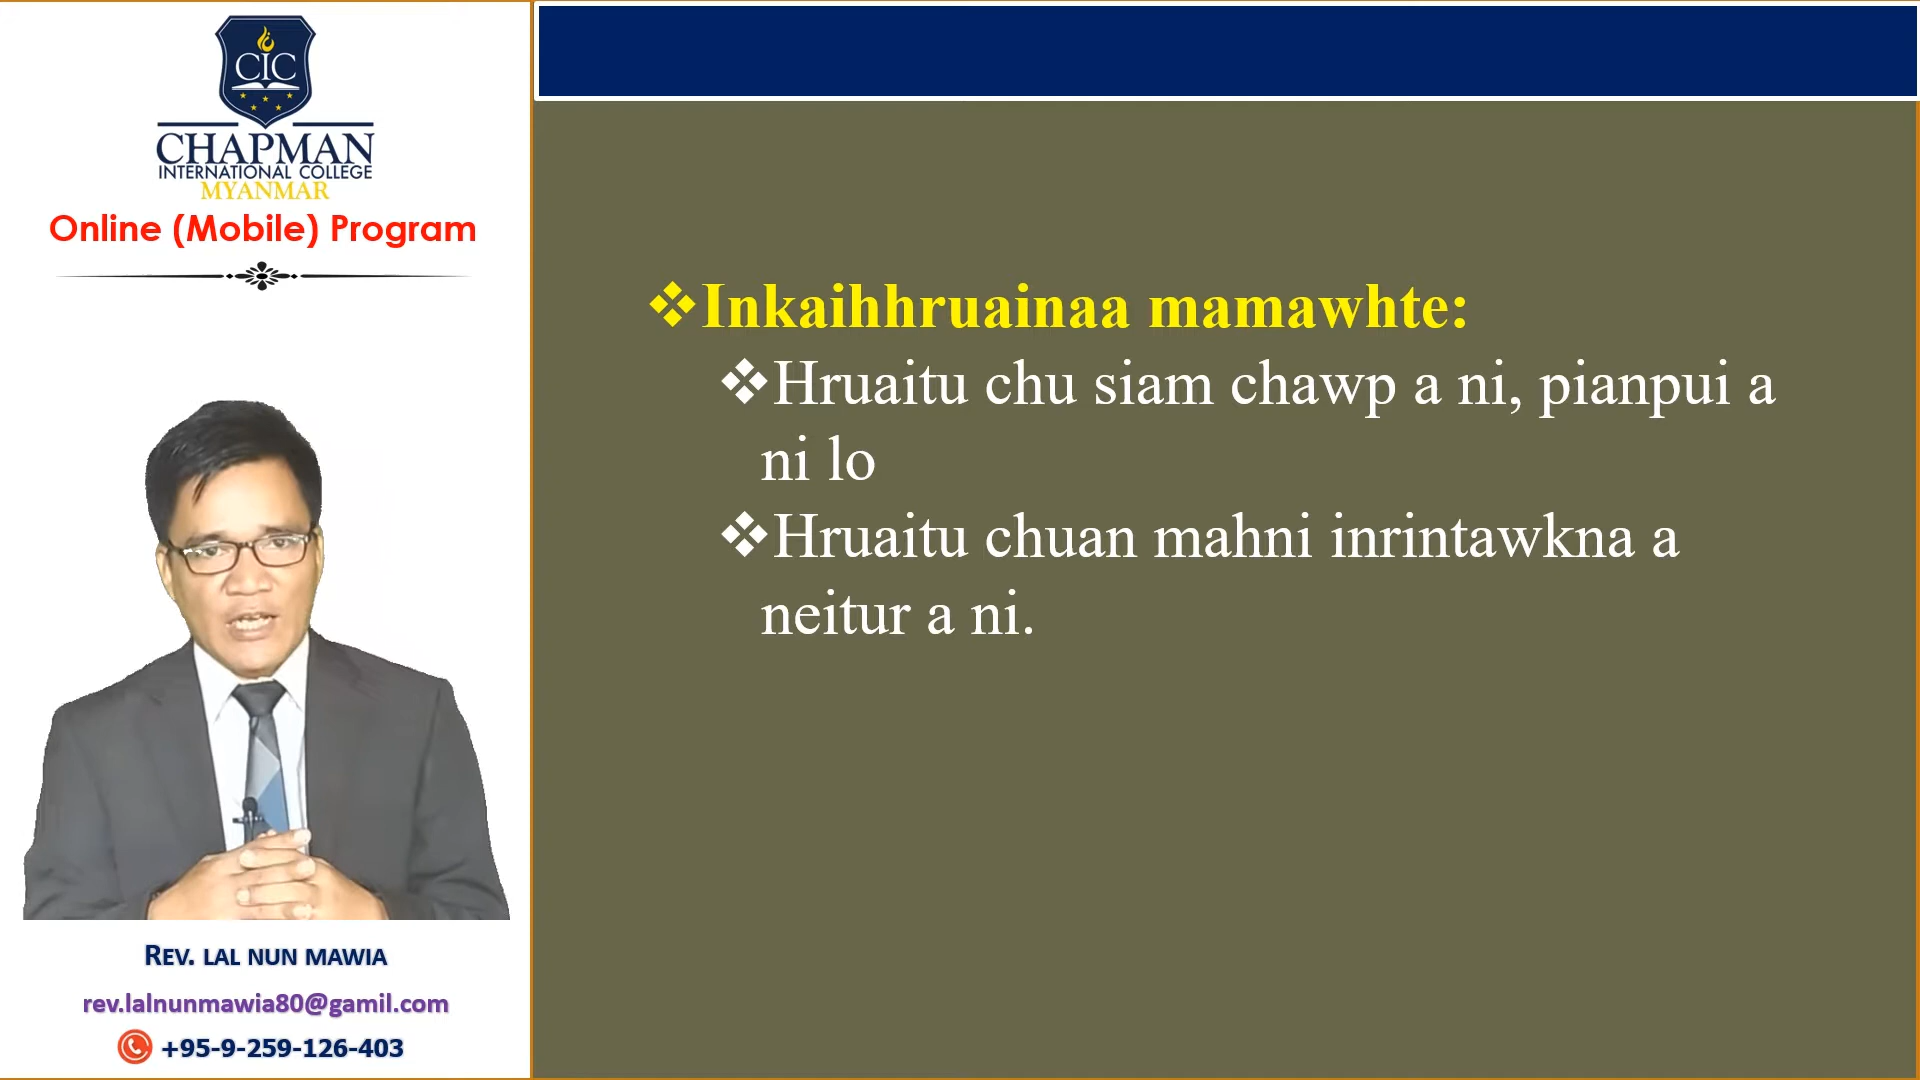 CIC
CHAPMAN
INTERNATIONAL COLLEGE
MYANMAR
Online (Mobile) Program
REV. LAL NUN MAWIA
rev.lalnunmawia80@gamil.com
+95-9-259-126-403
Inkaihhruainaa mamawhte:
Hruaitu chu siam chawp a ni, pianpui a
ni lo
Hruaitu chuan mahni inrintawkna a
neitur a ni.